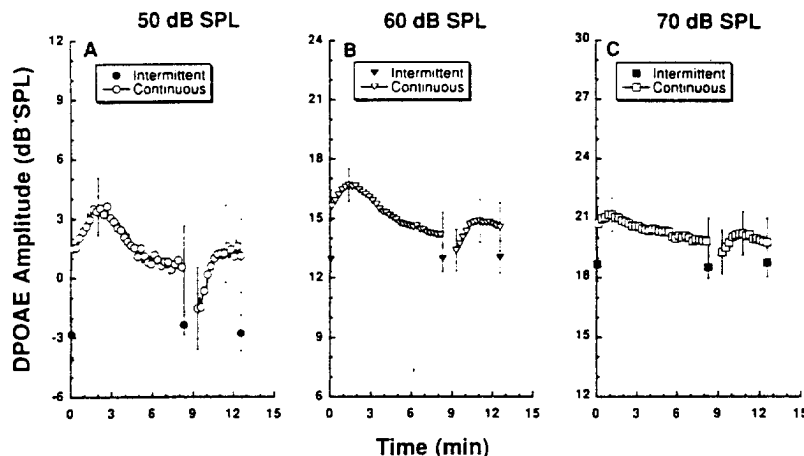 50 dB SPL
60 dB SPL
70 dB SPL
DPOAE Amplitude (dB SPL)
A
Intermittent
Continuous
12
9
6
3
0
-3
-6
0 3 6 9 12 15
B
Intermittent
Continuous
24
21
18
15
12
9
6
0 3 6 9 12 15
C
Intermittent
Continuous
30
27
24
21
18
15
12
0 3 6 9 12 15
Time (min)